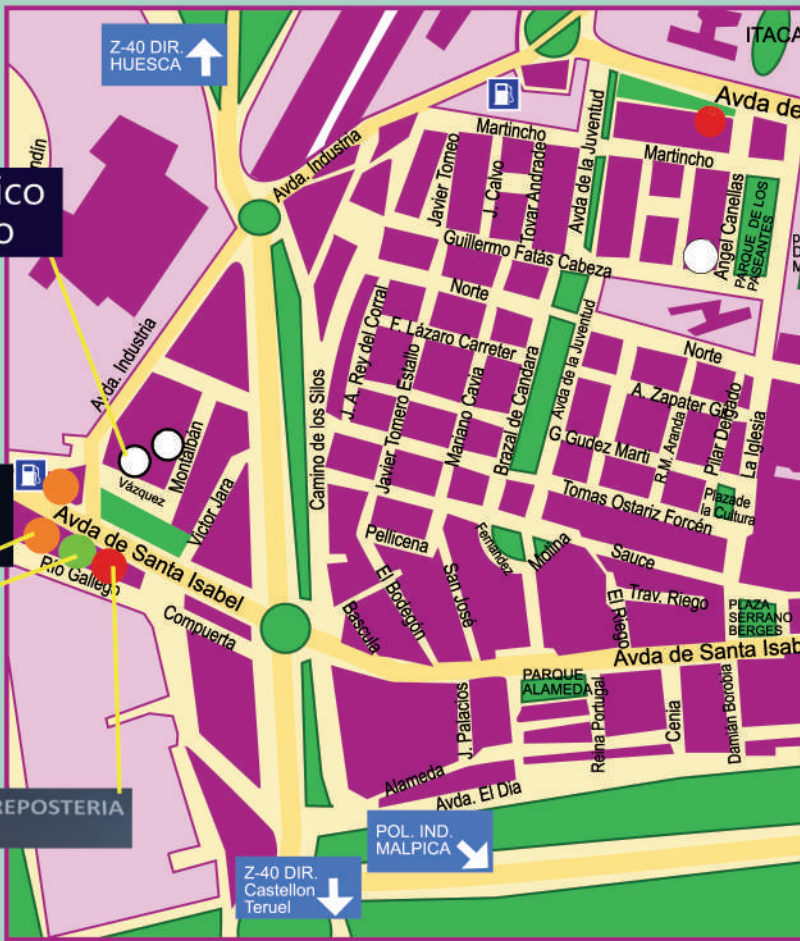 Z-40 DIR.
HUESCA
ITACA
Avda de
ndín
Avda. Industria
Martincho
Avda de la Juventud
Martincho
Javier Tomeo
J. Calvo
Tovar Andrade
Angel Canellas
PARQUE DE LOS
PASEANTES
ico
o
Guillermo Fatás Cabeza
Norte
F. Lázaro Carreter
J. A. Rey del Corral
Javier Tomero Estallo
Mariano Cavia
Brazal de Candara
Avda de la Juventud
Norte
A. Zapater Gil
G.Gudez Marti
R.M. Aranda
Pilar Delgado
La Iglesia
Avda. Industria
Camino de los Silos
Montalbán
Vázquez
Víctor Jara
Tomas Ostariz Forcén
Plaza de
la Cultura
Avda de Santa Isabel
Río Gallego
Compuerta
Pellicena
Fernandez
Molina
Sauce
El Bodegón
San José
Bascula
El Riego
Trav. Riego
PLAZA
SERRANO
BERGES
Avda de Santa Isab
PARQUE
ALAMEDA
J. Palacios
Reina Portugal
Cenia
Damián Borobia
Alameda
Avda. El Dia
REPOSTERIA
POL. IND.
MALPICA
Z-40 DIR.
Castellon
Teruel